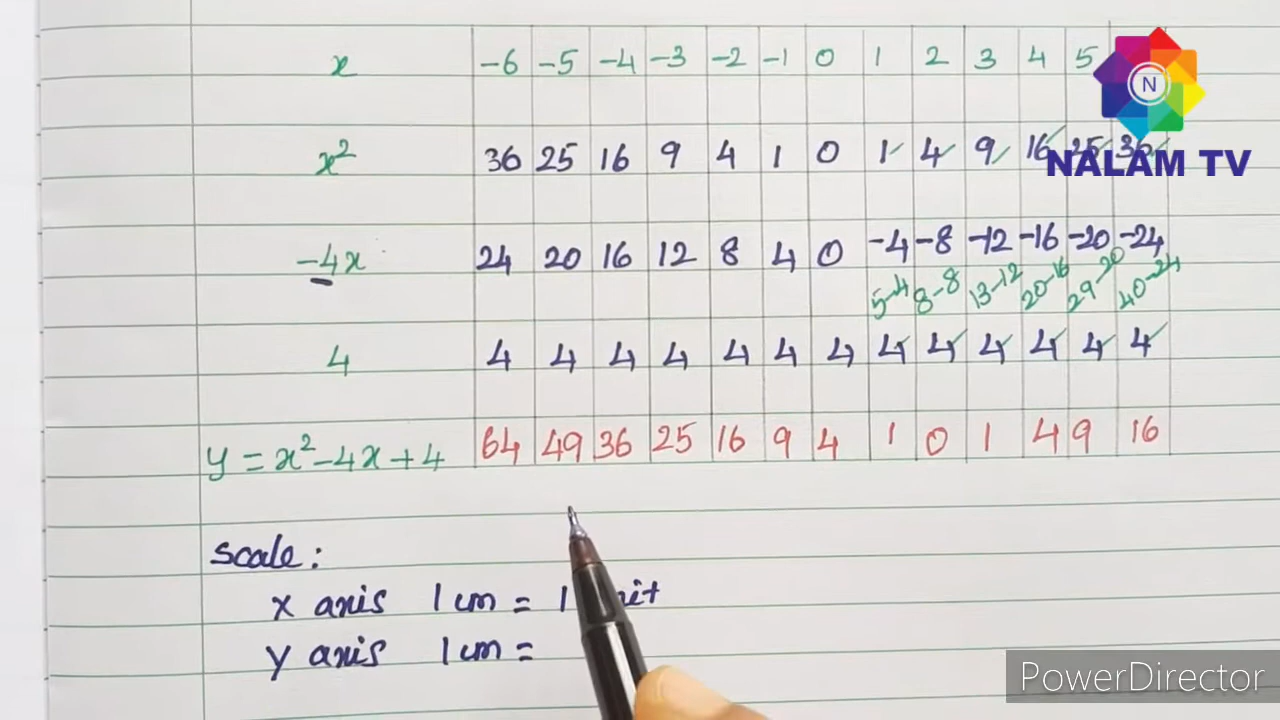 x -6 -5 -4 -3 -2 -1 0 1 2 3 4 5
x² 36 25 16 9 4 1 0 1 4 9 16 25 36
NALAM TV
N
-4x 24 20 16 12 8 4 0 -4 -8 -12 -16 -20 -24
5-4 8-8 13-12 20-16 29-20 40-24
4 4 4 4 4 4 4 4 4 4 4 4 4 4
y = x² - 4x + 4 64 49 36 25 16 9 4 1 0 1 4 9 16
Scale:
x axis 1 cm = 1
y axis 1 cm =
PowerDirector